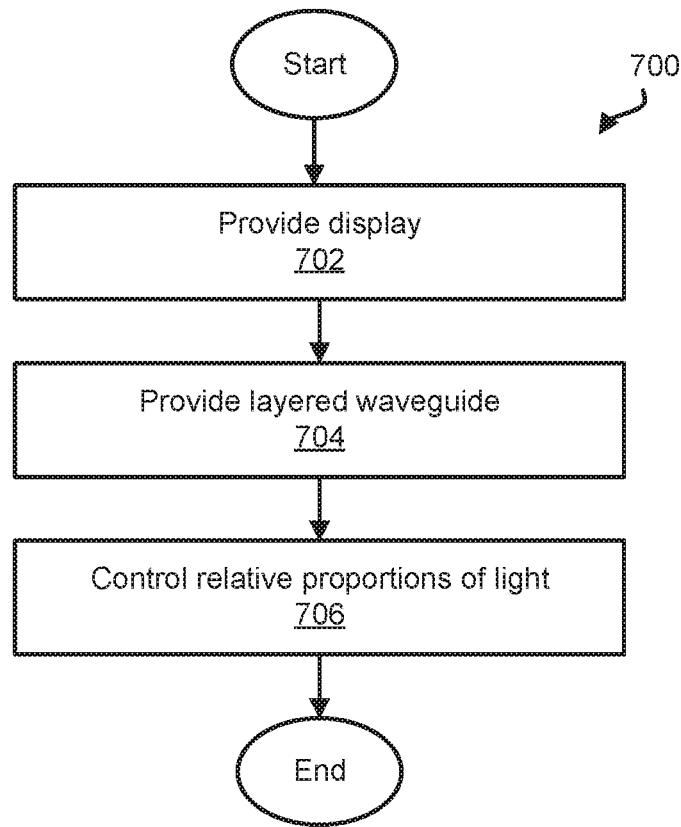 Start
700
Provide display
702
Provide layered waveguide
704
Control relative proportions of light
706
End